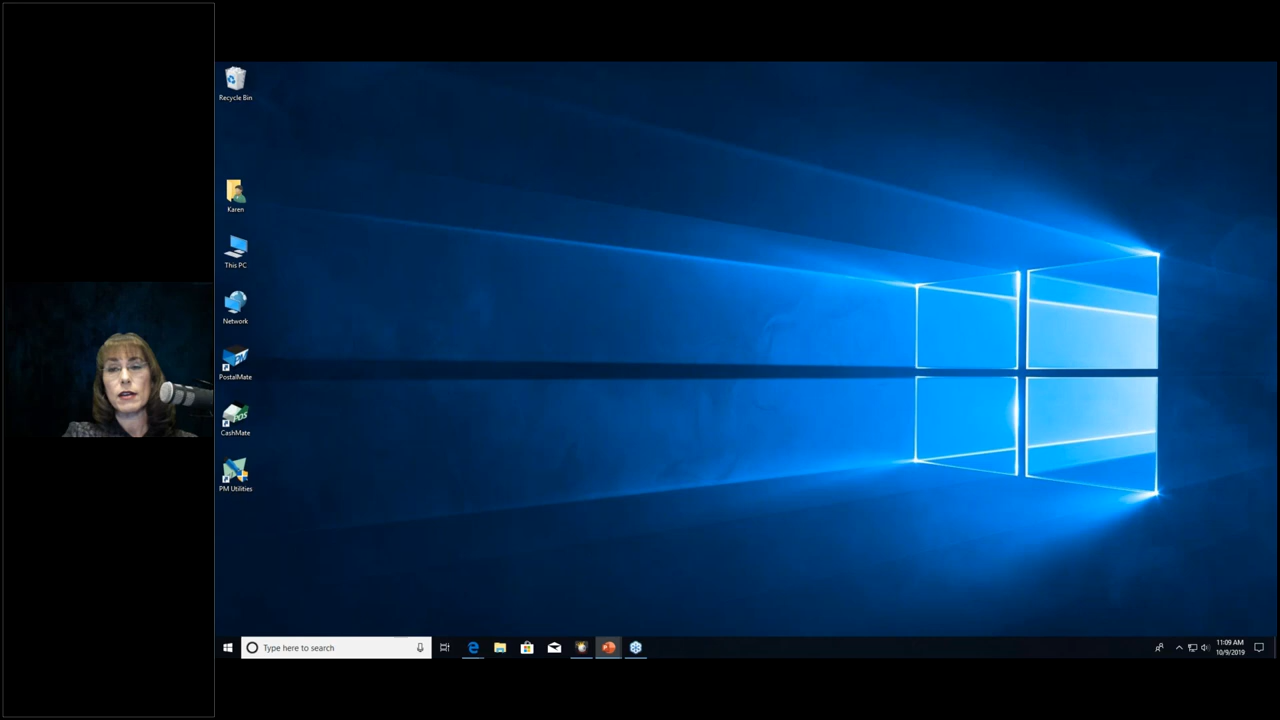 Recycle Bin
Karen
This PC
Network
PostalMate
POS
CashMate
PM Utilities
Type here to search
11:09 AM
10/9/2019